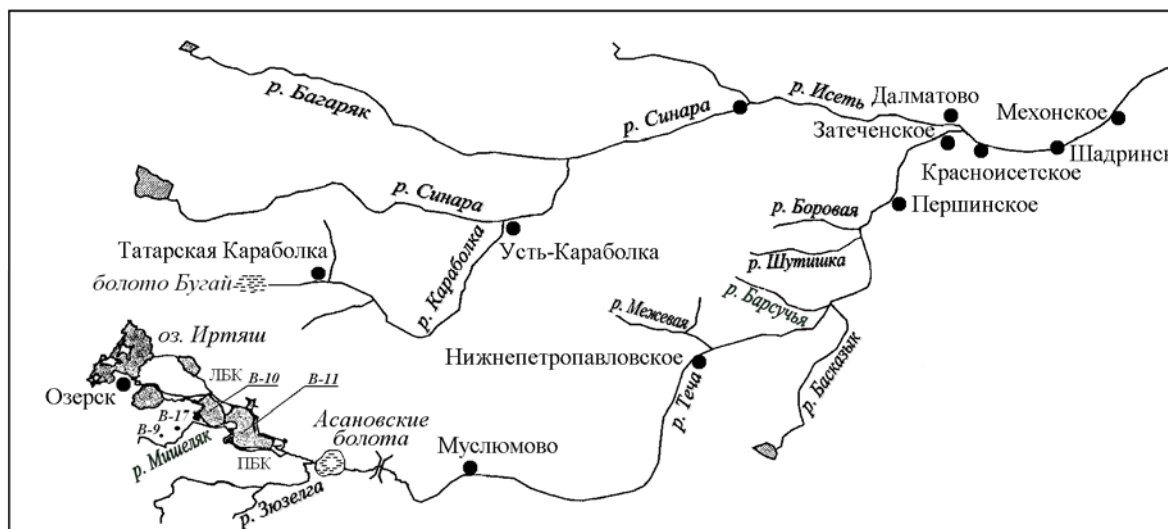 р. Багаряк
р. Синара
р. Исеть
Далматово
Мехонское
Затеченское
Шадринск
Красноисетское
Першинское
р. Боровая
р. Шутишка
р. Синара
Усть-Караболка
Татарская Караболка
болото Бугай
р. Караболка
р. Барсучья
р. Межевая
Нижнепетропавловское
р. Басказык
р. Теча
оз. Иртяш
ЛБК
В-10
В-11
Озерск
В-17
В-9
р. Мишеляк
ПБК
Асановские
болота
Муслюмово
р. Зюзелга